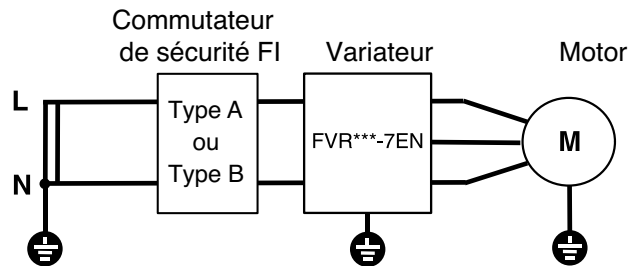 Commutateur
de sécurité FI
Variateur
Motor
L
Type A
ou
Type B
FVR***-7EN
M
N